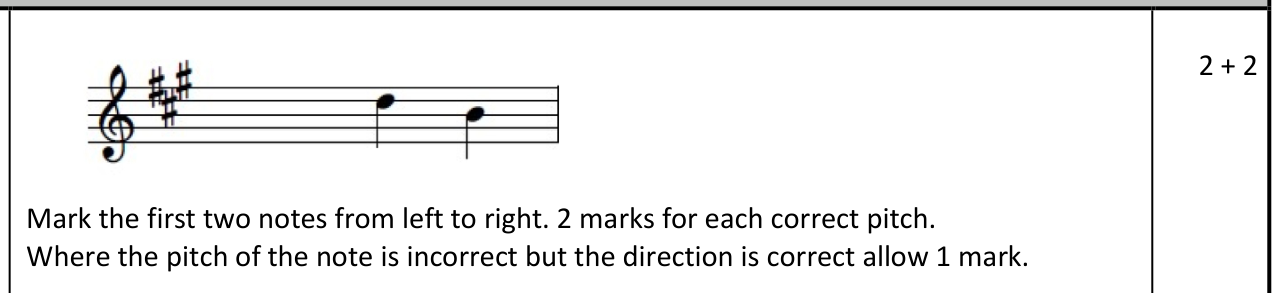 2 + 2
Mark the first two notes from left to right. 2 marks for each correct pitch.
Where the pitch of the note is incorrect but the direction is correct allow 1 mark.